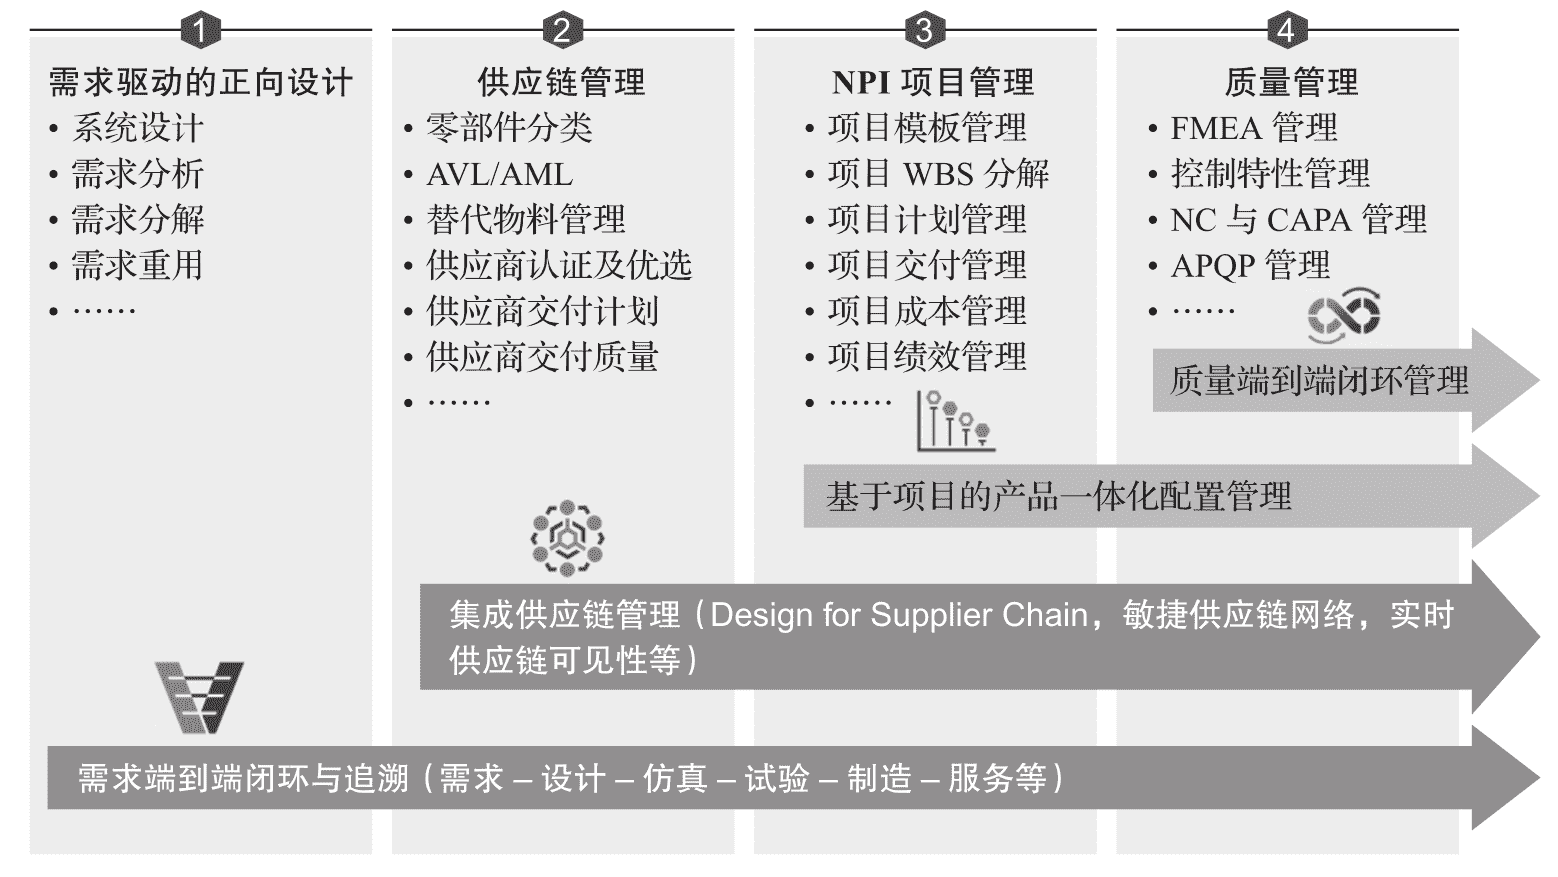 1
需求驱动的正向设计
• 系统设计
• 需求分析
• 需求分解
• 需求重用
• ……
2
供应链管理
• 零部件分类
• AVL/AML
• 替代物料管理
• 供应商认证及优选
• 供应商交付计划
• 供应商交付质量
• ……
3
NPI 项目管理
• 项目模板管理
• 项目 WBS 分解
• 项目计划管理
• 项目交付管理
• 项目成本管理
• 项目绩效管理
• ……
4
质量管理
• FMEA 管理
• 控制特性管理
• NC 与 CAPA 管理
• APQP 管理
• ……
质量端到端闭环管理
基于项目的产品一体化配置管理
集成供应链管理（Design for Supplier Chain，敏捷供应链网络，实时
供应链可见性等）
需求端到端闭环与追溯（需求 – 设计 – 仿真 – 试验 – 制造 – 服务等）